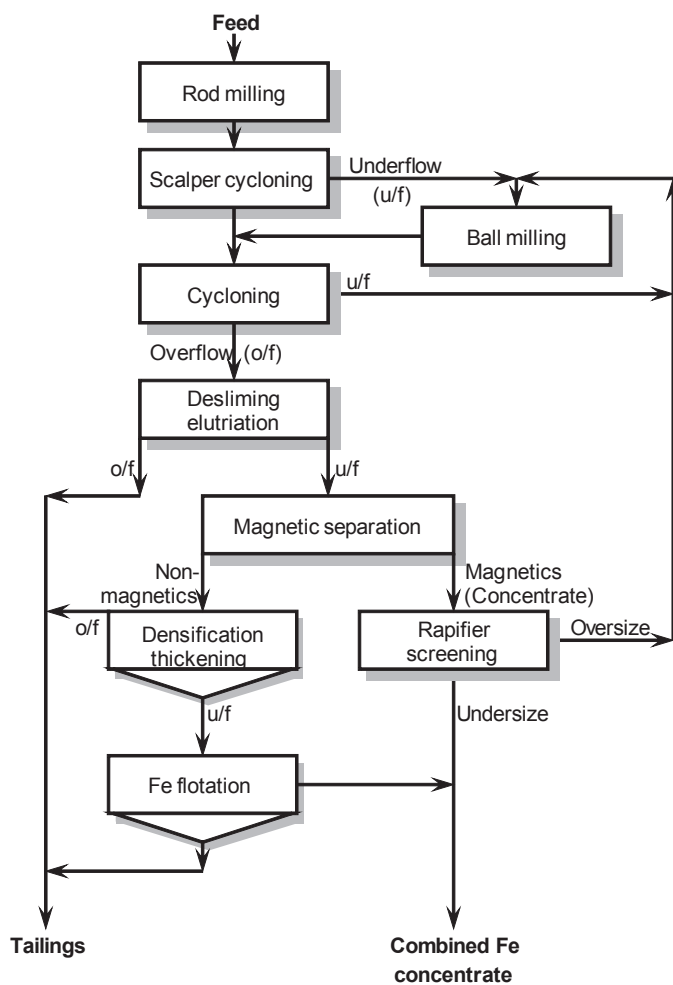 Feed
Rod milling
Scalper cycloning
Underflow
(u/f)
Ball milling
Cycloning
u/f
Overflow (o/f)
Desliming
elutriation
o/f
u/f
Magnetic separation
Non-
magnetics
Magnetics
(Concentrate)
o/f
Densification
thickening
Rapifier
screening
Oversize
u/f
Undersize
Fe flotation
Tailings
Combined Fe
concentrate